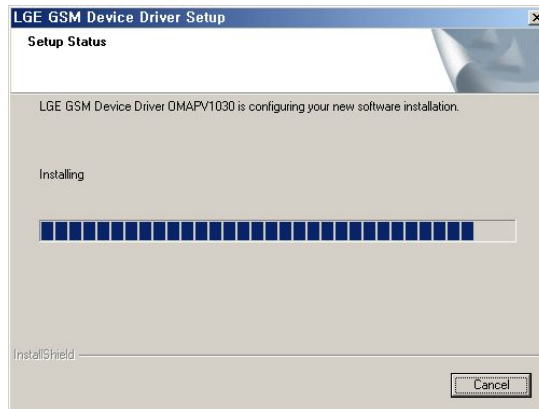 LGE GSM Device Driver Setup
Setup Status
LGE GSM Device Driver OMAPV1030 is configuring your new software installation.
Installing
InstallShield
Cancel